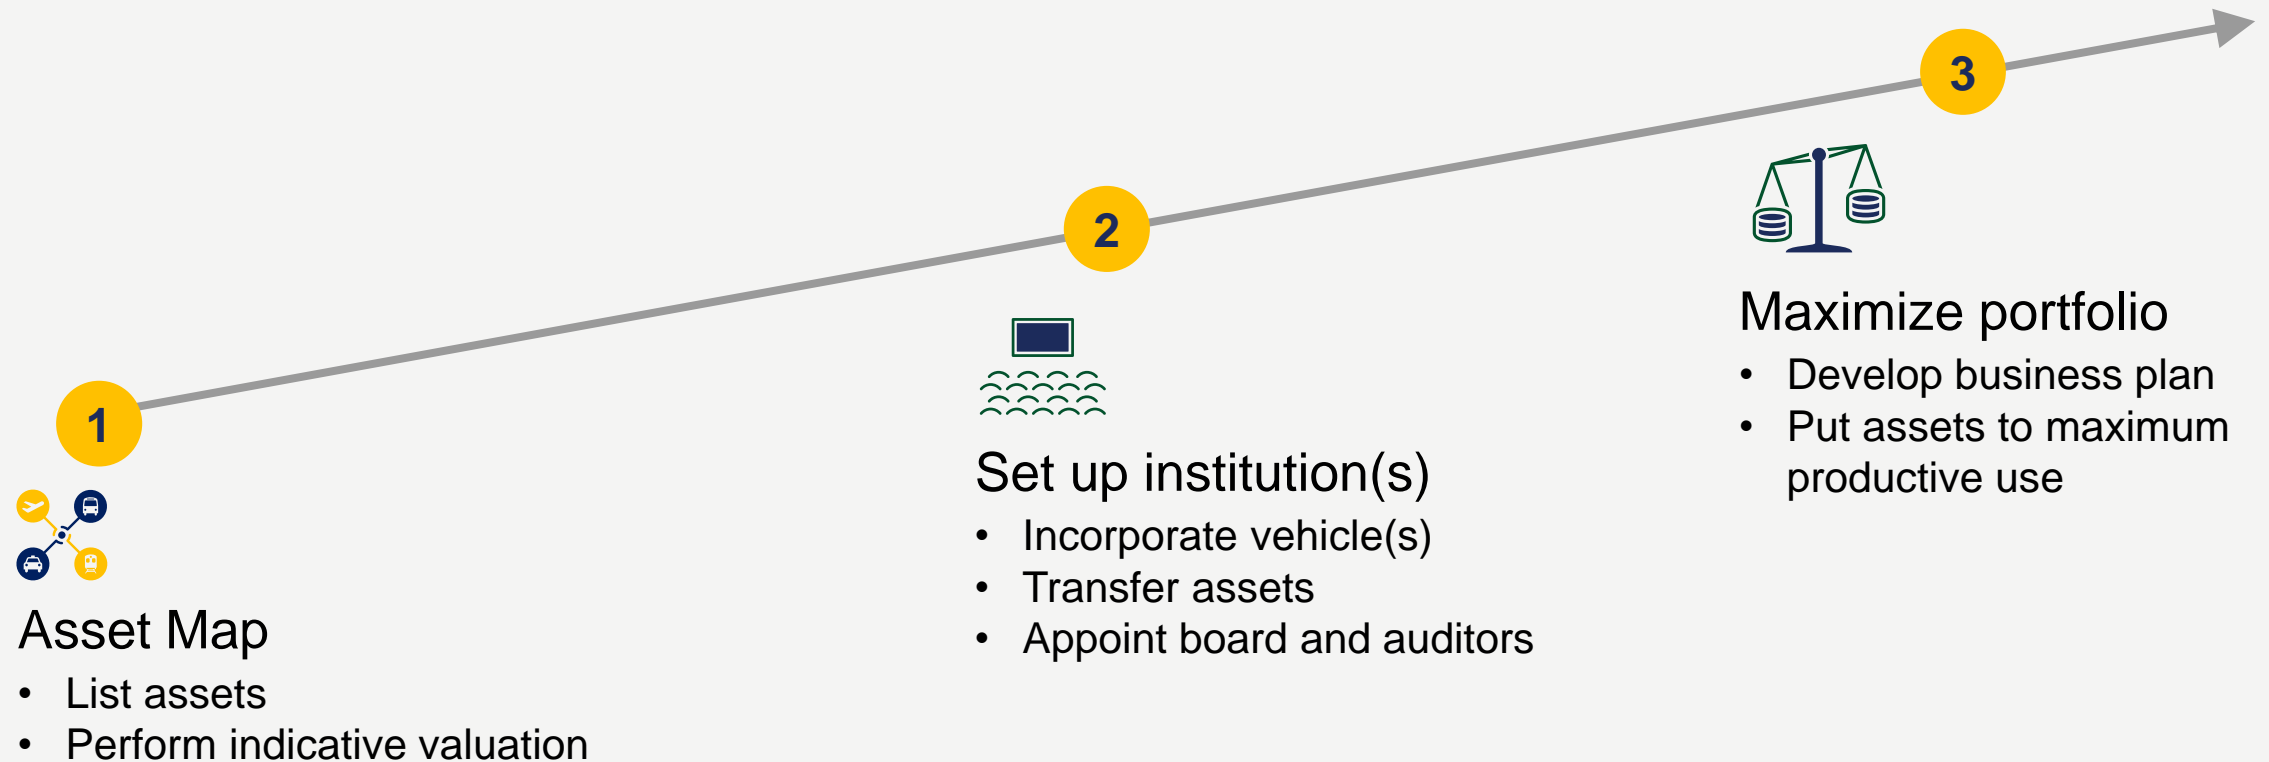 1
Asset Map
• List assets
• Perform indicative valuation
2
Set up institution(s)
• Incorporate vehicle(s)
• Transfer assets
• Appoint board and auditors
3
Maximize portfolio
• Develop business plan
• Put assets to maximum
productive use